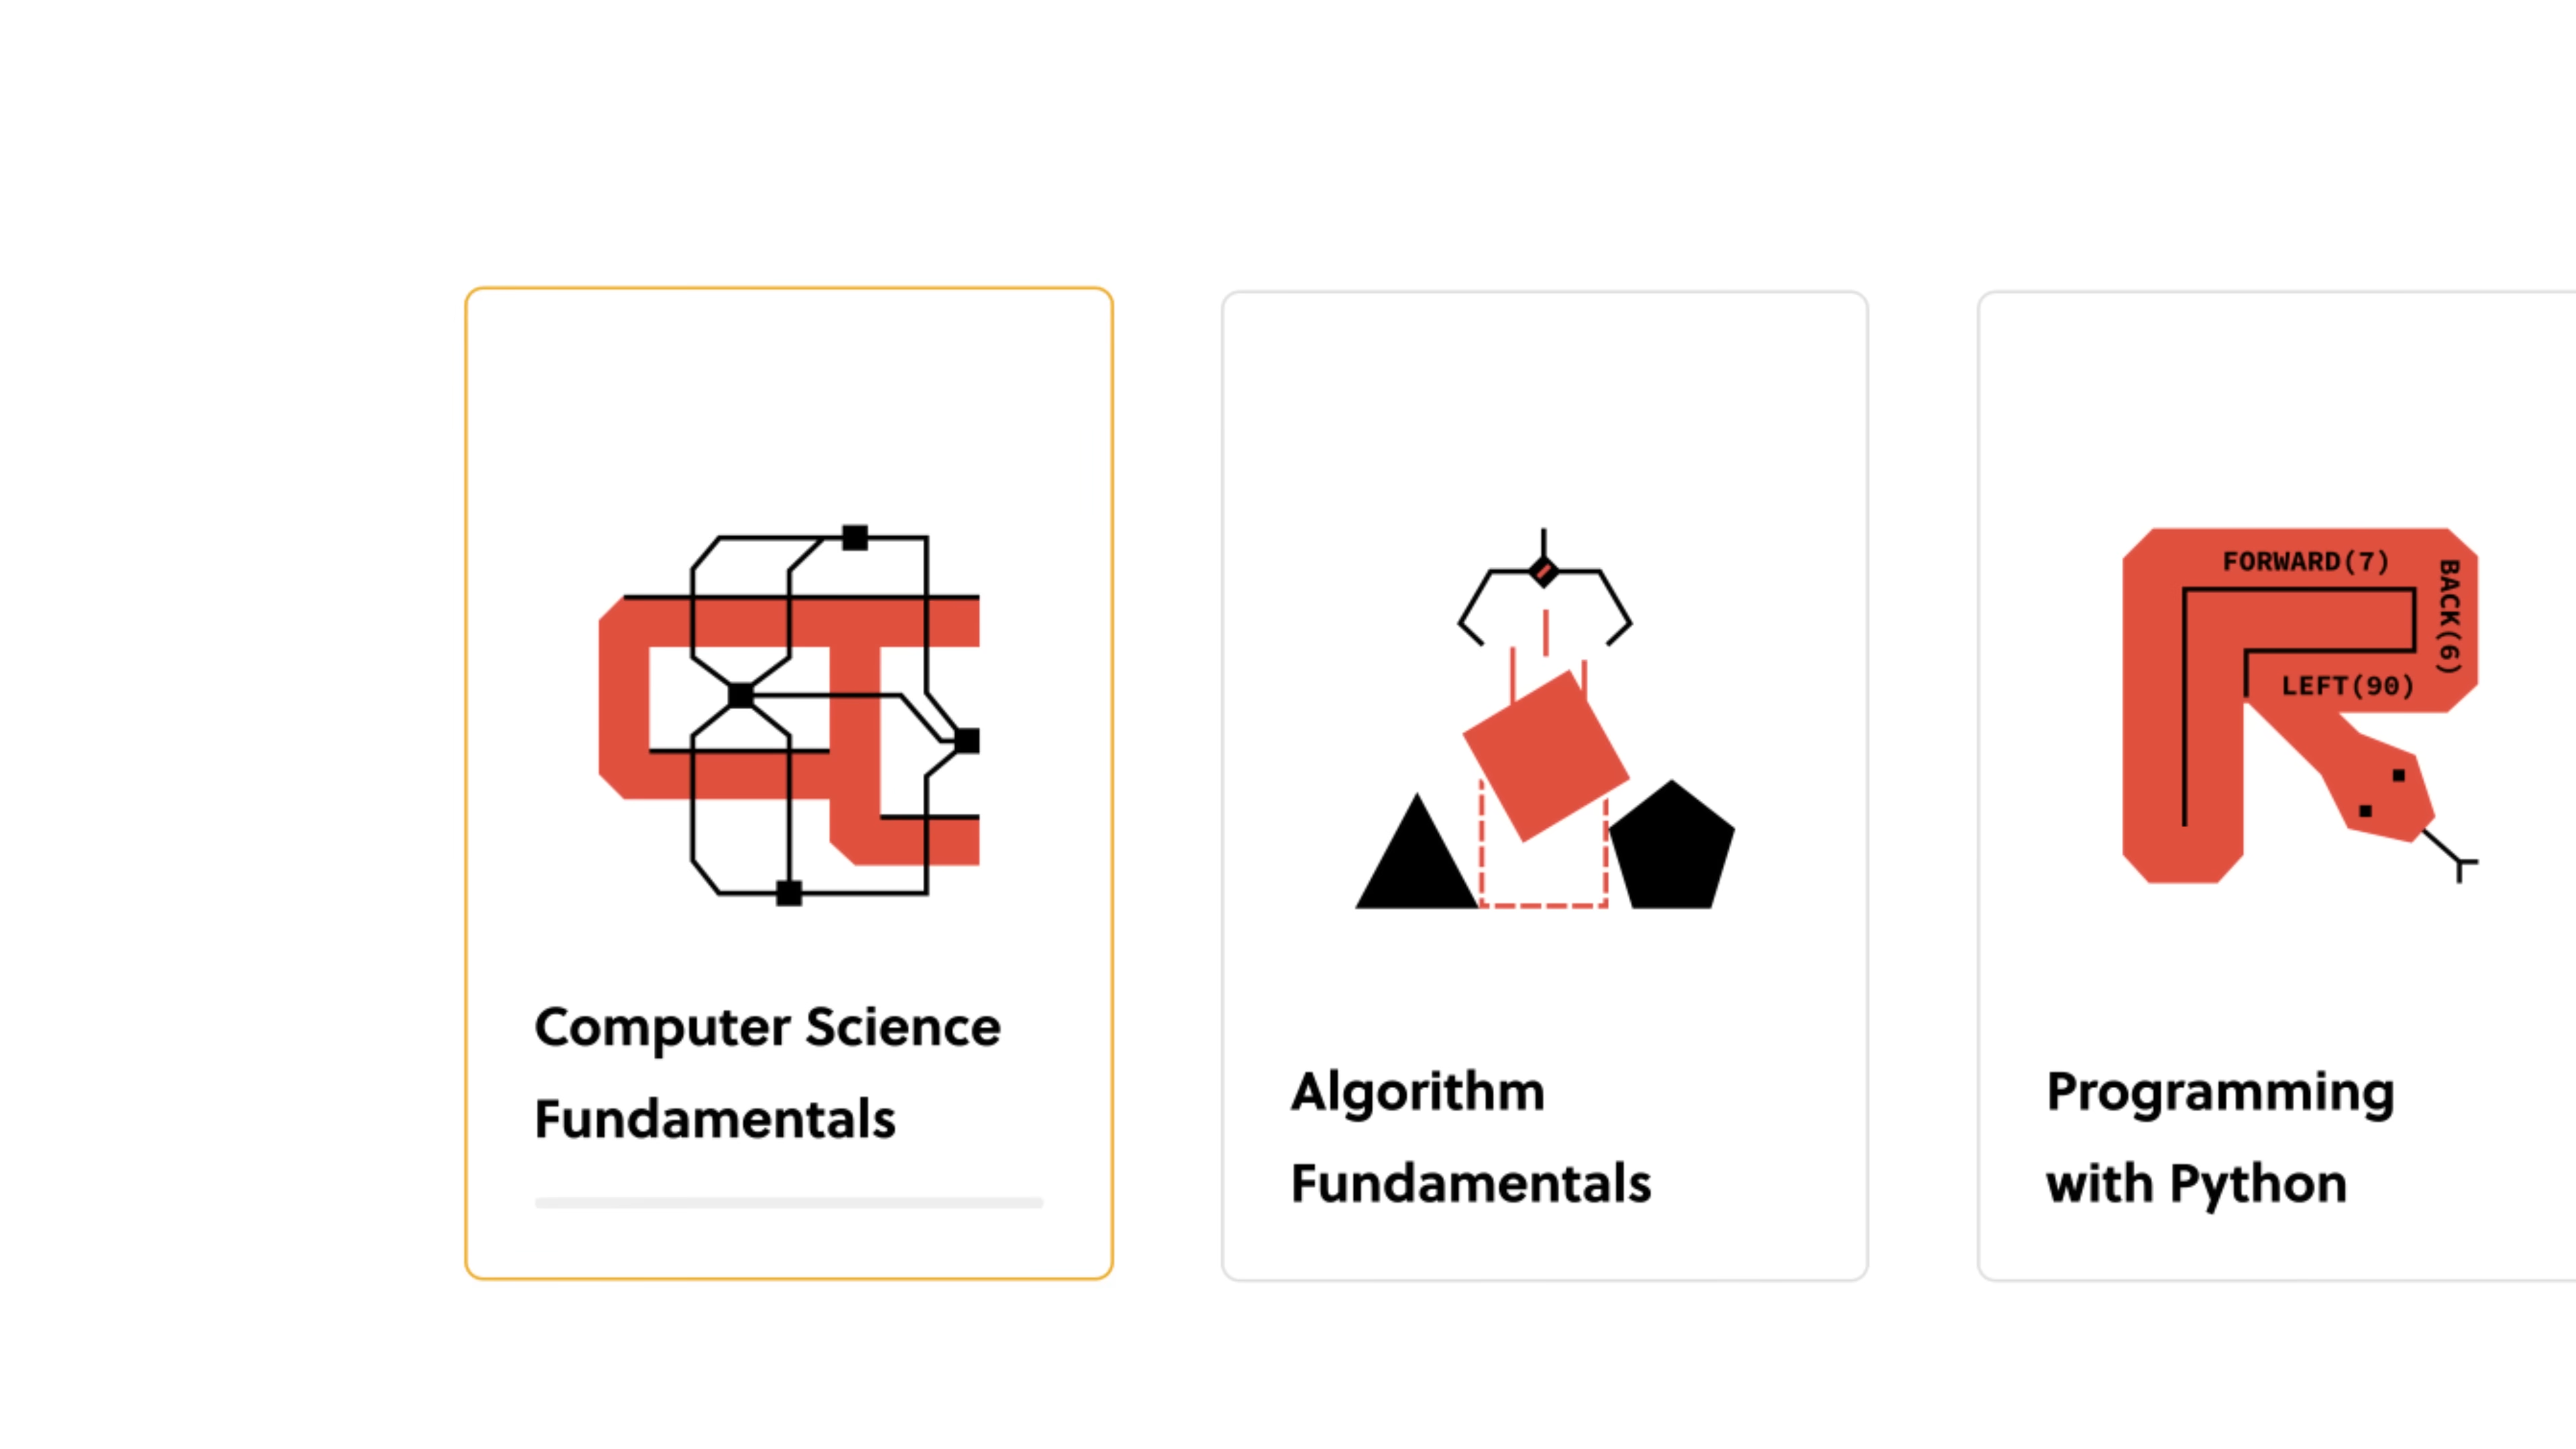 Computer Science
Fundamentals
Algorithm
Fundamentals
FORWARD(7)
BACK(6)
LEFT(90)
Programming
with Python